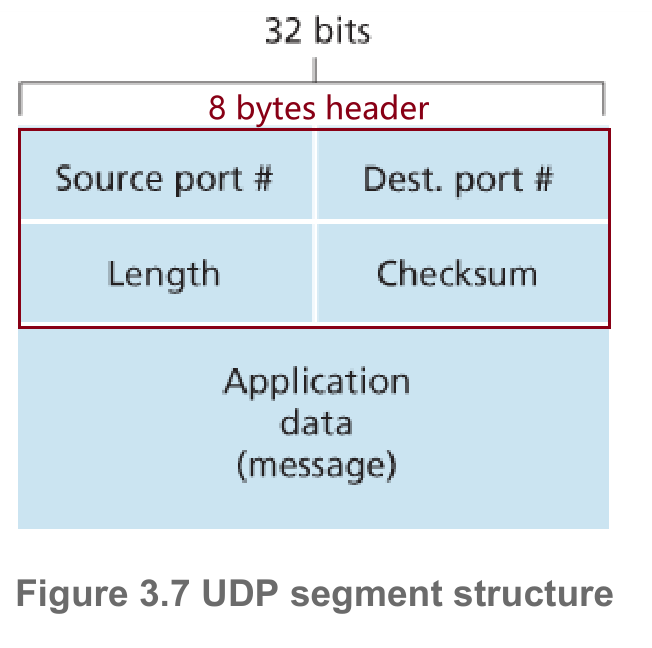 32 bits
8 bytes header
Source port #
Dest. port #
Length
Checksum
Application
data
(message)
Figure 3.7 UDP segment structure